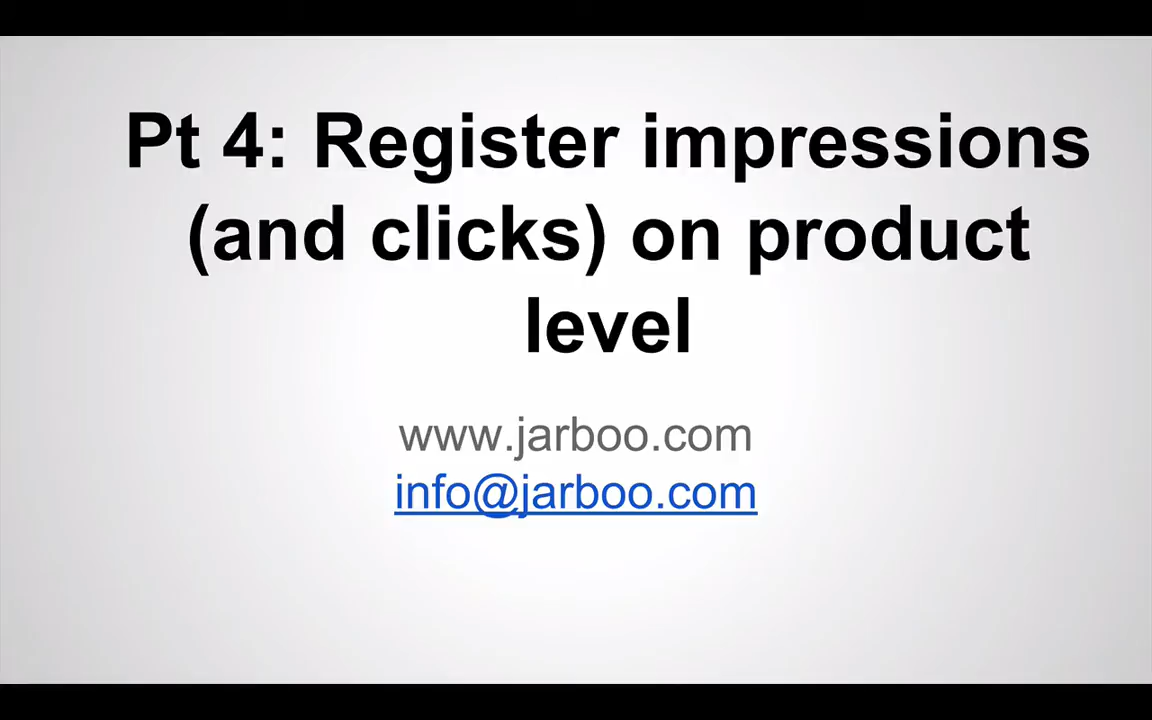 Pt 4: Register impressions
(and clicks) on product
level
www.jarboo.com
info@jarboo.com